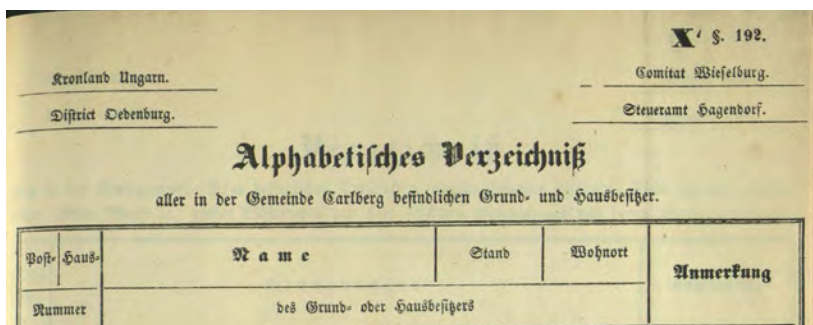 X' §. 192.
Kronland Ungarn.
Comitat Wieselburg.
District Oedenburg.
Steueramt Hagendorf.
Alphabetisches Verzeichniß
aller in der Gemeinde Carlberg befindlichen Grund- und Hausbesitzer.
Post- Haus- Name Stand Wohnort Anmerkung
Nummer des Grund- oder Hausbesitzers